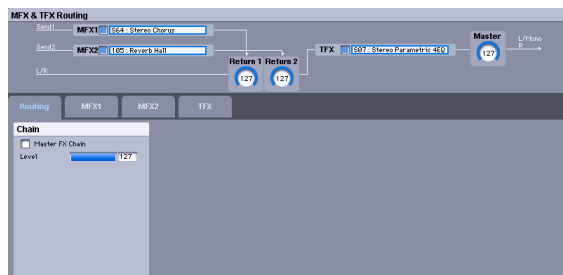 MFX & TFX Routing
Send1 MFX1 S64 : Stereo Chorus
Send2 MFX2 105 : Reverb Hall
L/R
Return 1 Return 2
127 127
TFX S07 : Stereo Parametric 4EQ
Master
127
L/Mono
R
Routing MFX1 MFX2 TFX
Chain
Master FX Chain
Level 127